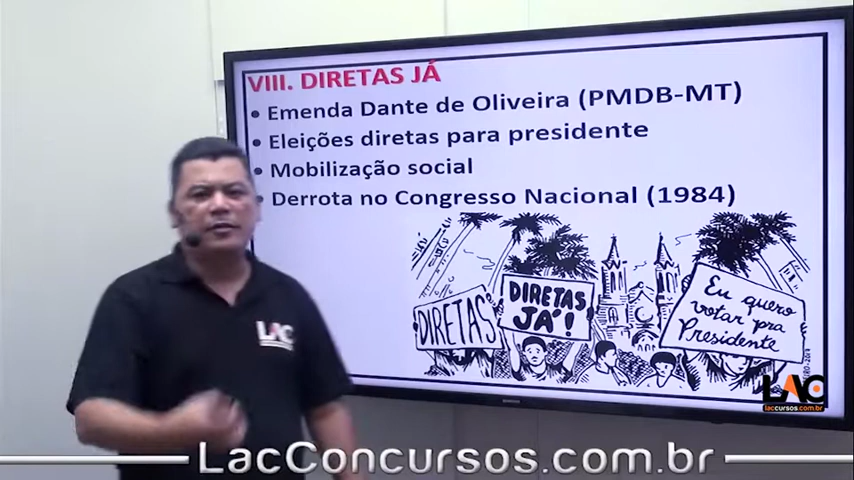 VIII. DIRETAS JÁ
• Emenda Dante de Oliveira (PMDB-MT)
• Eleições diretas para presidente
• Mobilização social
• Derrota no Congresso Nacional (1984)
DIRETAS
DIRETAS
JÁ!
Eu quero
votar pra
Presidente!
LAC
LAC
lacconcursos.com.br
LacConcursos.com.br